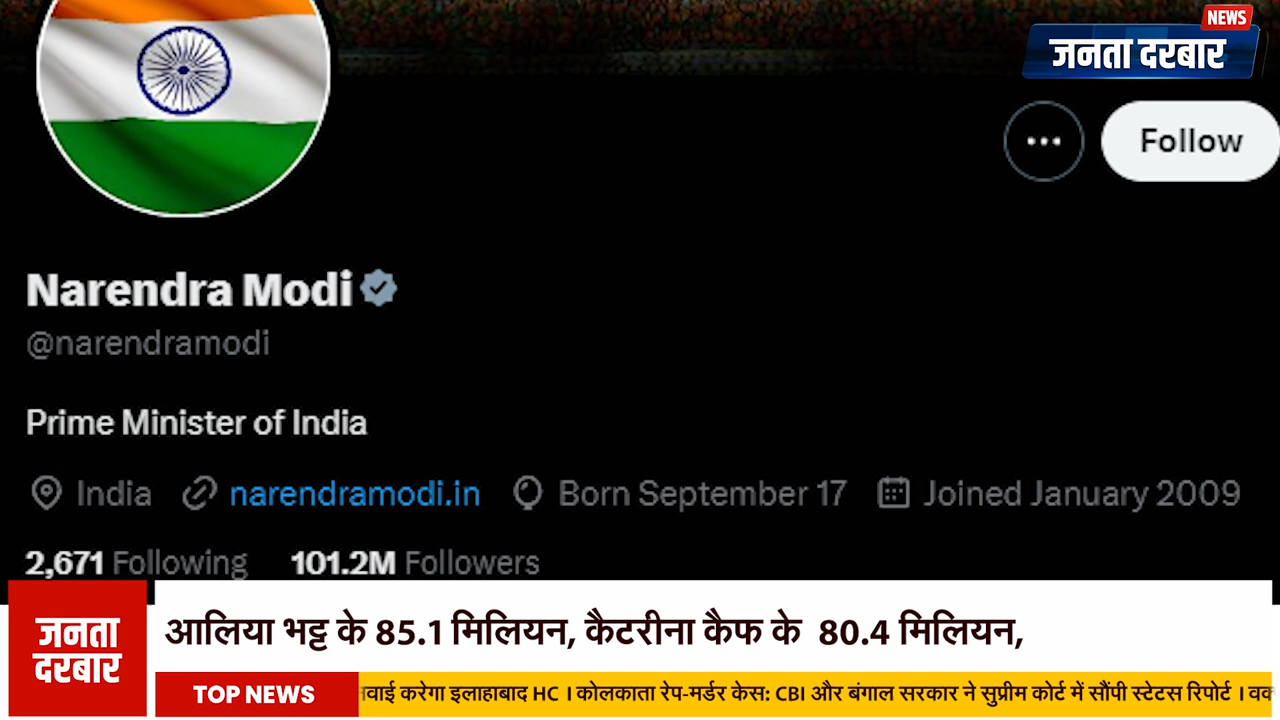 NEWS
जनता दरबार
Follow
Narendra Modi
@narendramodi
Prime Minister of India
India narendramodi.in Born September 17 Joined January 2009
2,671 Following 101.2M Followers
जनता
दरबार
आलिया भट्ट के 85.1 मिलियन, कैटरीना कैफ के 80.4 मिलियन,
TOP NEWS
करेगा इलाहाबाद HC । कोलकाता रेप-मर्डर केस: CBI और बंगाल सरकार ने सुप्रीम कोर्ट में सौंपी स्टेटस रिपोर्ट ।